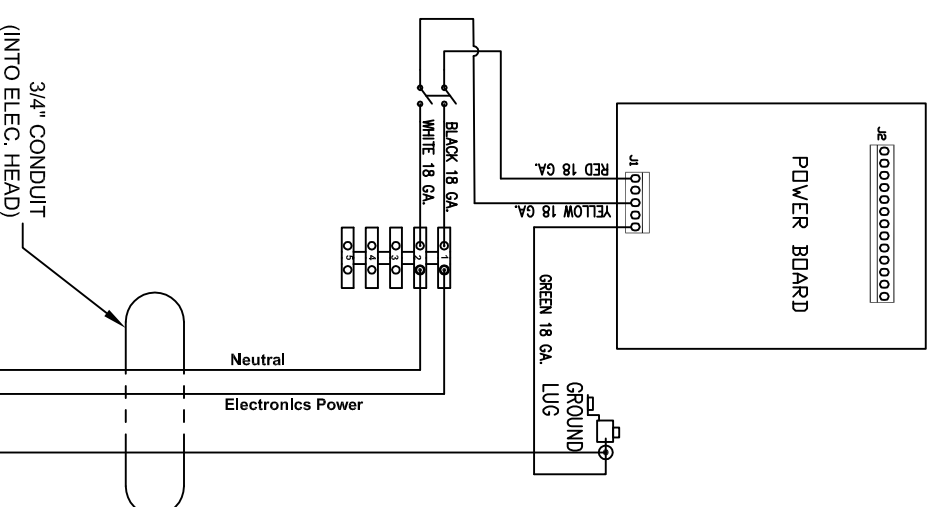 3/4" CONDUIT
(INTO ELEC. HEAD)
BLACK 18 GA.
WHITE 18 GA.
RED 18 GA.
YELLOW 18 GA.
J1
J2
POWER BOARD
1
2
3
4
5
GREEN 18 GA.
GROUND
LUG
Neutral
Electronics Power